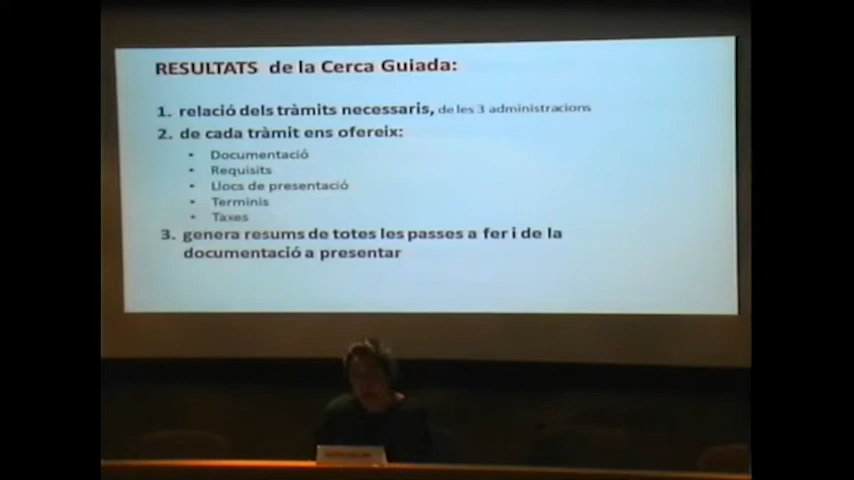 RESULTATS de la Cerca Guiada:
1. relació dels tràmits necessaris, de les 3 administracions
2. de cada tràmit ens ofereix:
• Documentació
• Requisits
• Llocs de presentació
• Terminis
• Taxes
3. genera resums de totes les passes a fer i de la
documentació a presentar